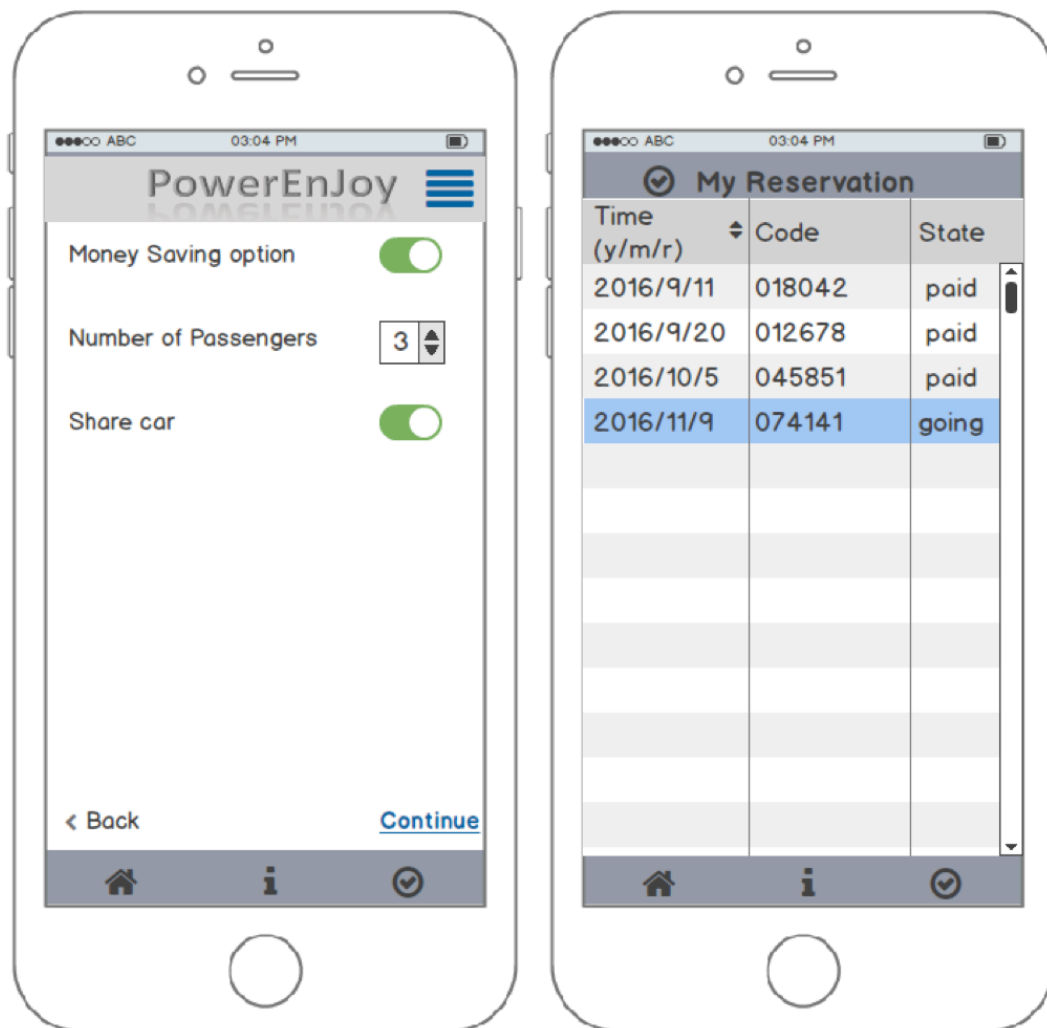 ABC 03:04 PM
PowerEnJoy
Money Saving option
Number of Passengers 3
Share car
< Back Continue
ABC 03:04 PM
My Reservation
Time
(y/m/r) Code State
2016/9/11 018042 paid
2016/9/20 012678 paid
2016/10/5 045851 paid
2016/11/9 074141 going